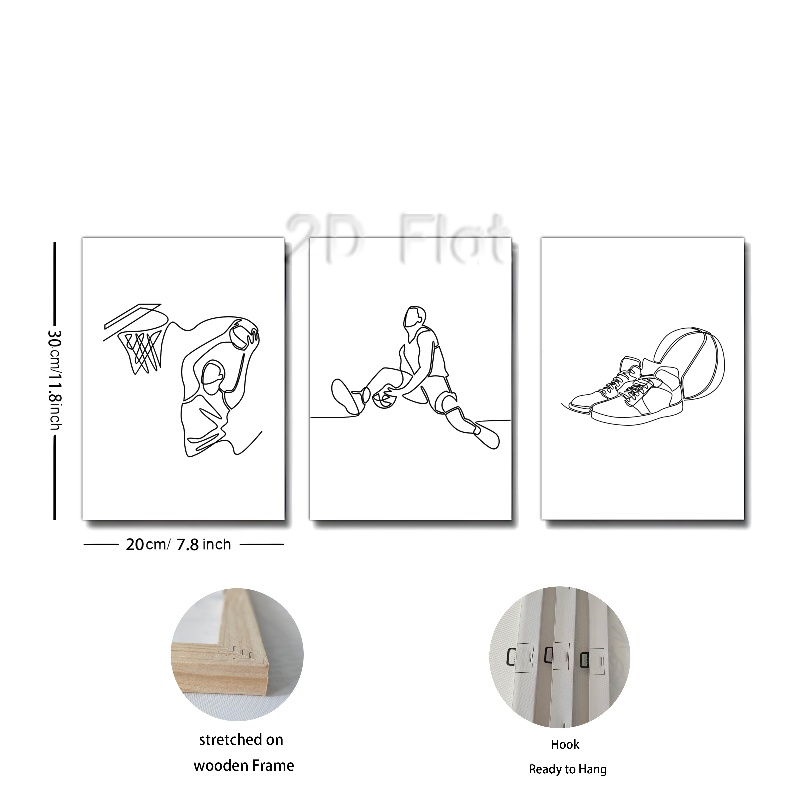 2D Flat
30cm/11.8inch
20cm/ 7.8 inch
stretched on
wooden Frame
Hook
Ready to Hang